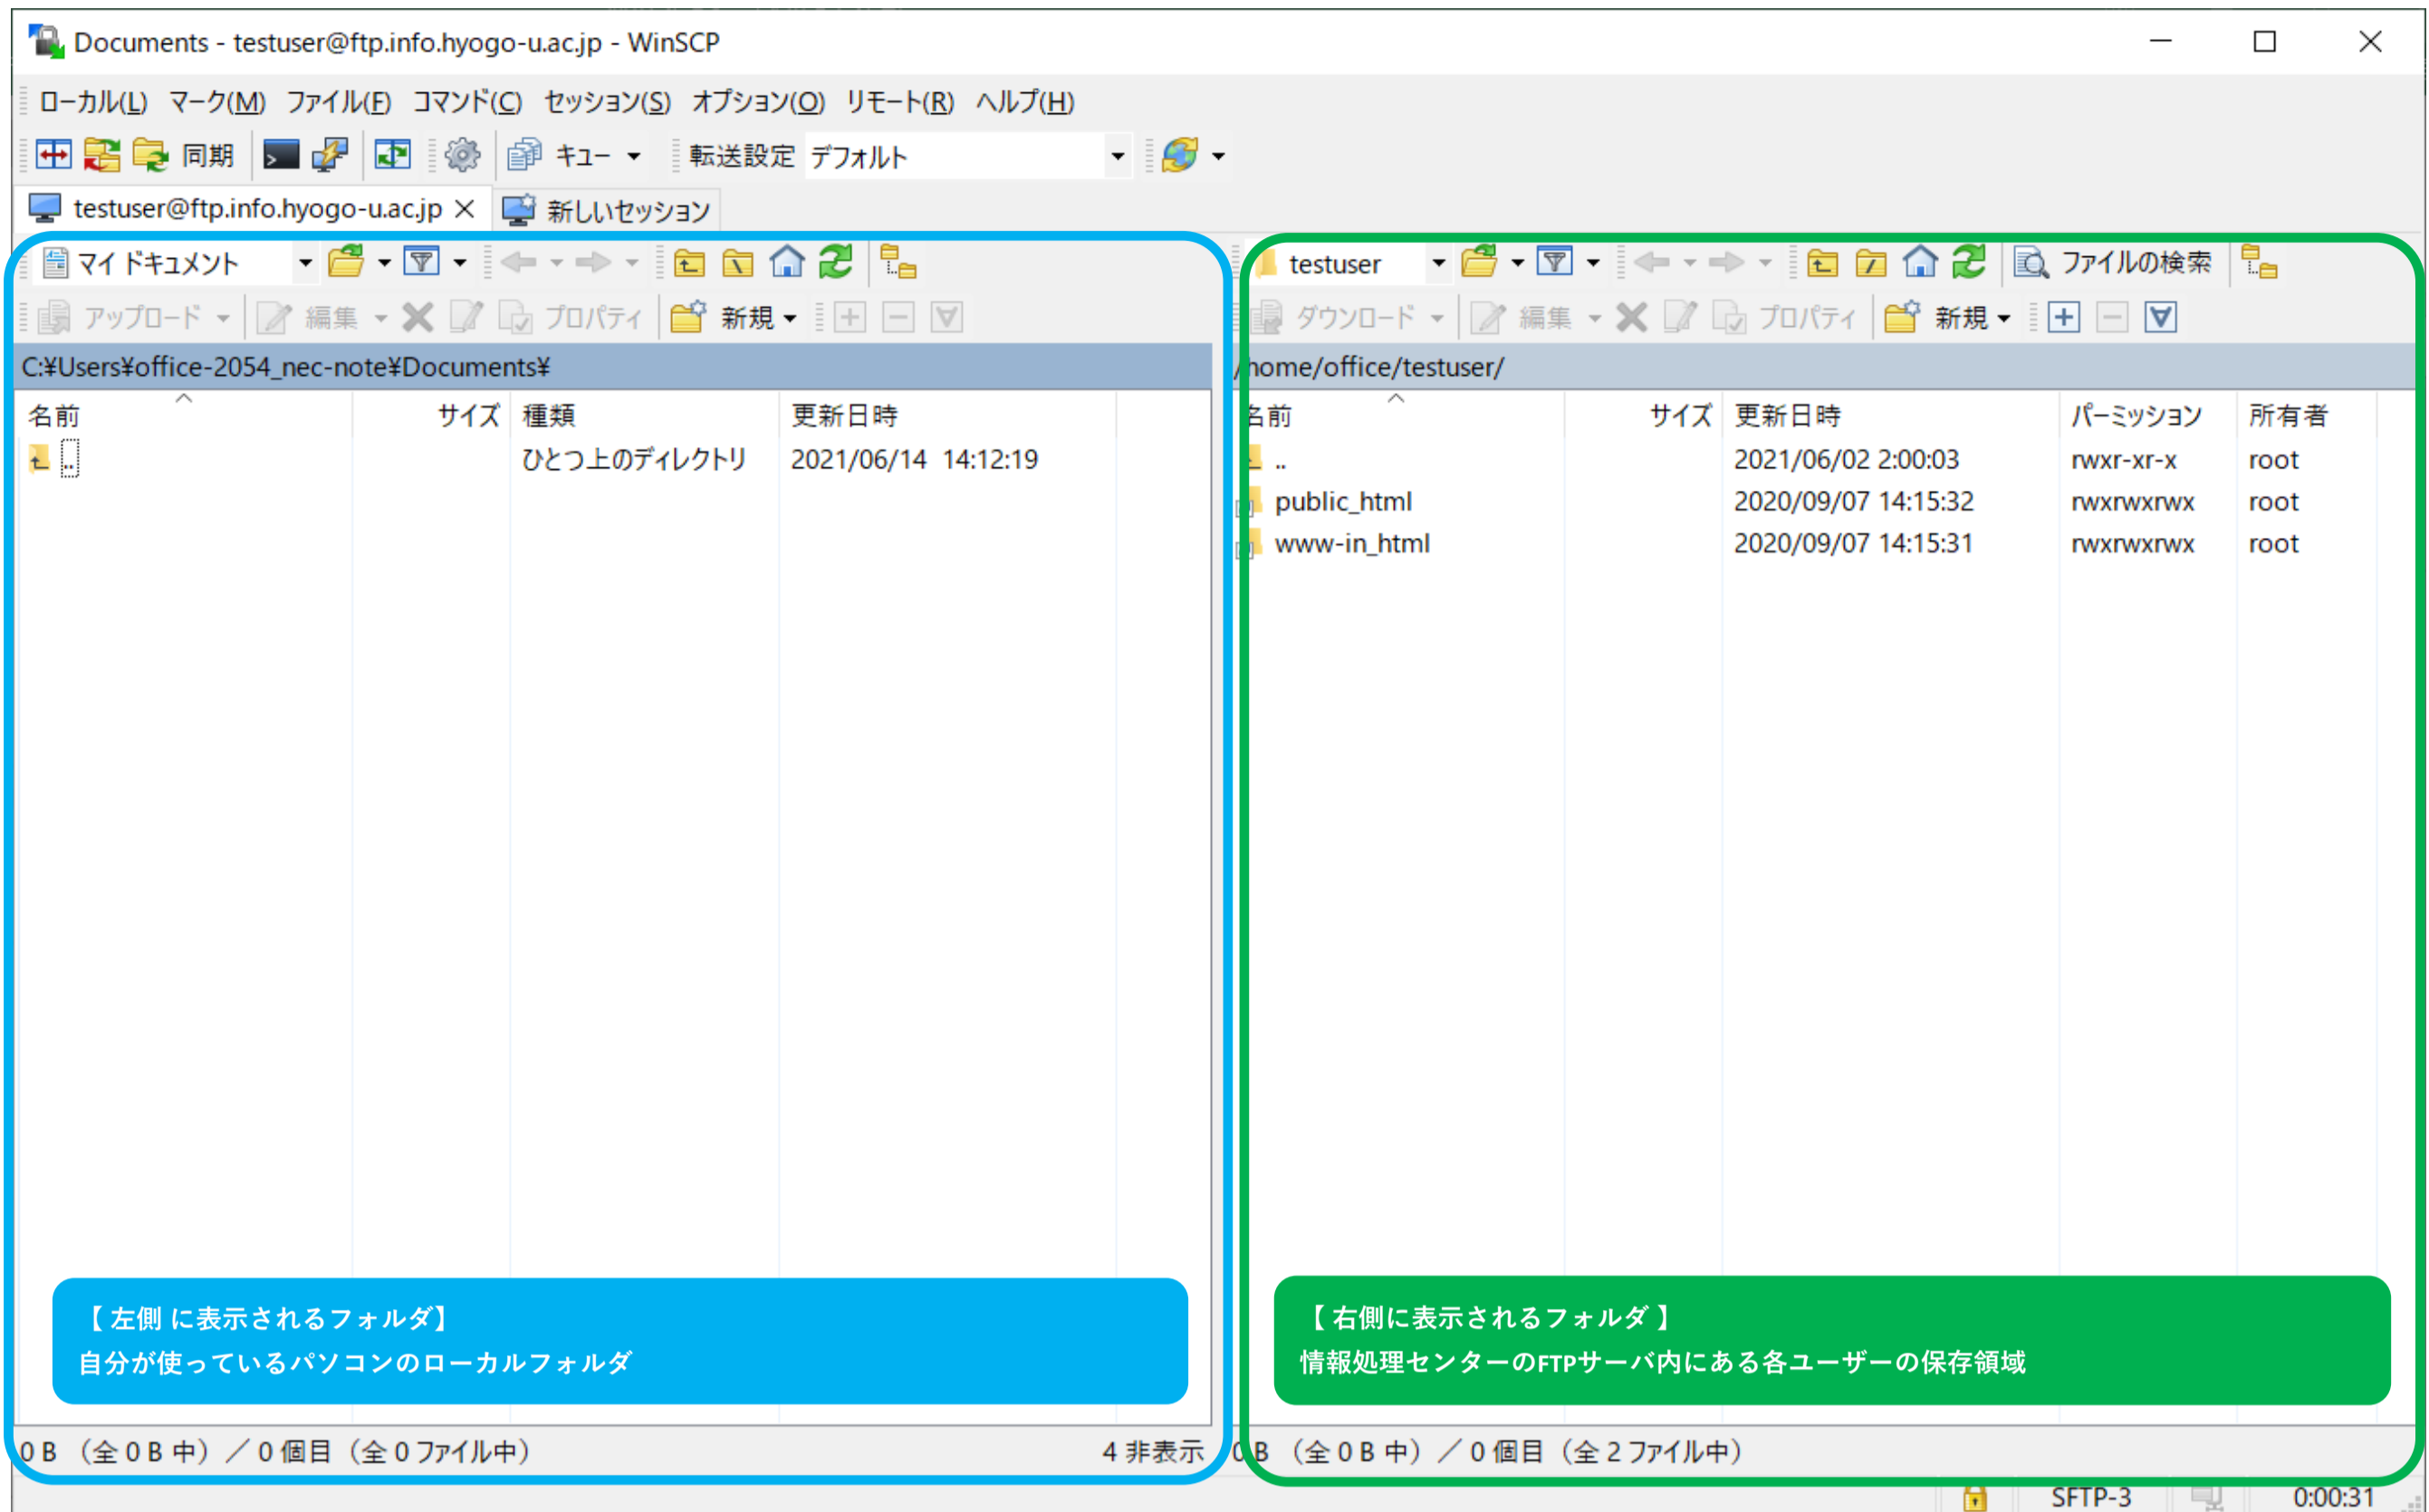 Documents - testuser@ftp.info.hyogo-u.ac.jp - WinSCP
ローカル(L) マーク(M) ファイル(F) コマンド(C) セッション(S) オプション(O) リモート(R) ヘルプ(H)
同期 キュー 転送設定 デフォルト
testuser@ftp.info.hyogo-u.ac.jp × 新しいセッション
マイ ドキュメント
アップロード 編集 プロパティ 新規
C:¥Users¥office-2054_nec-note¥Documents¥
名前 サイズ 種類 更新日時
.. ひとつ上のディレクトリ 2021/06/14 14:12:19
【 左側 に表示されるフォルダ】
自分が使っているパソコンのローカルフォルダ
0 B （全 0 B 中）／ 0 個目（全 0 ファイル中） 4 非表示
testuser ファイルの検索
ダウンロード 編集 プロパティ 新規
/home/office/testuser/
名前 サイズ 更新日時 パーミッション 所有者
.. 2021/06/02 2:00:03 rwxr-xr-x root
public_html 2020/09/07 14:15:32 rwxrwxrwx root
www-in_html 2020/09/07 14:15:31 rwxrwxrwx root
【 右側に表示されるフォルダ 】
情報処理センターのFTPサーバ内にある各ユーザーの保存領域
0 B （全 0 B 中）／ 0 個目（全 2 ファイル中）
SFTP-3 0:00:31